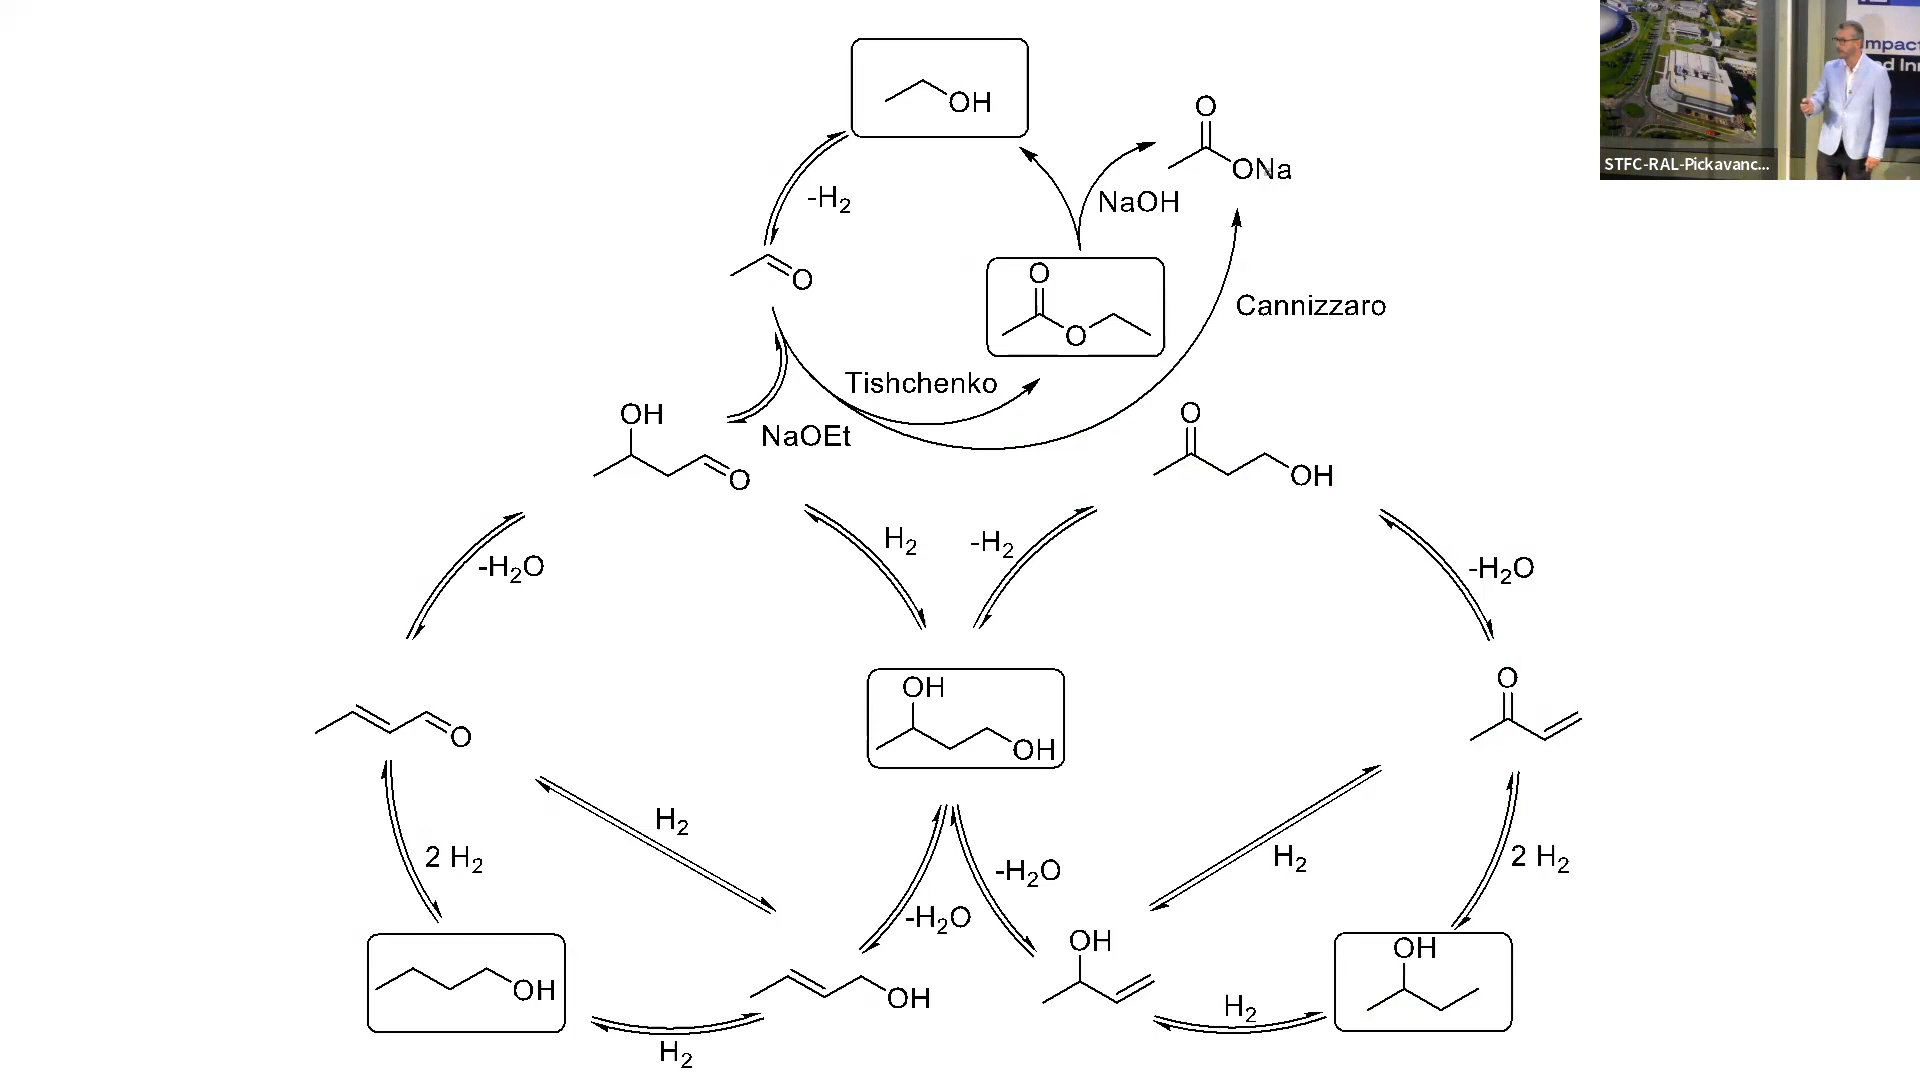 OH
O
ONa
-H2
NaOH
O
O
O
Cannizzaro
Tishchenko
OH
NaOEt
O
O
OH
H2
-H2
-H2O
-H2O
OH
OH
O
O
H2
2 H2
H2
2 H2
-H2O
-H2O
OH
OH
OH
OH
H2
H2
STFC-RAL-Pickavanc...